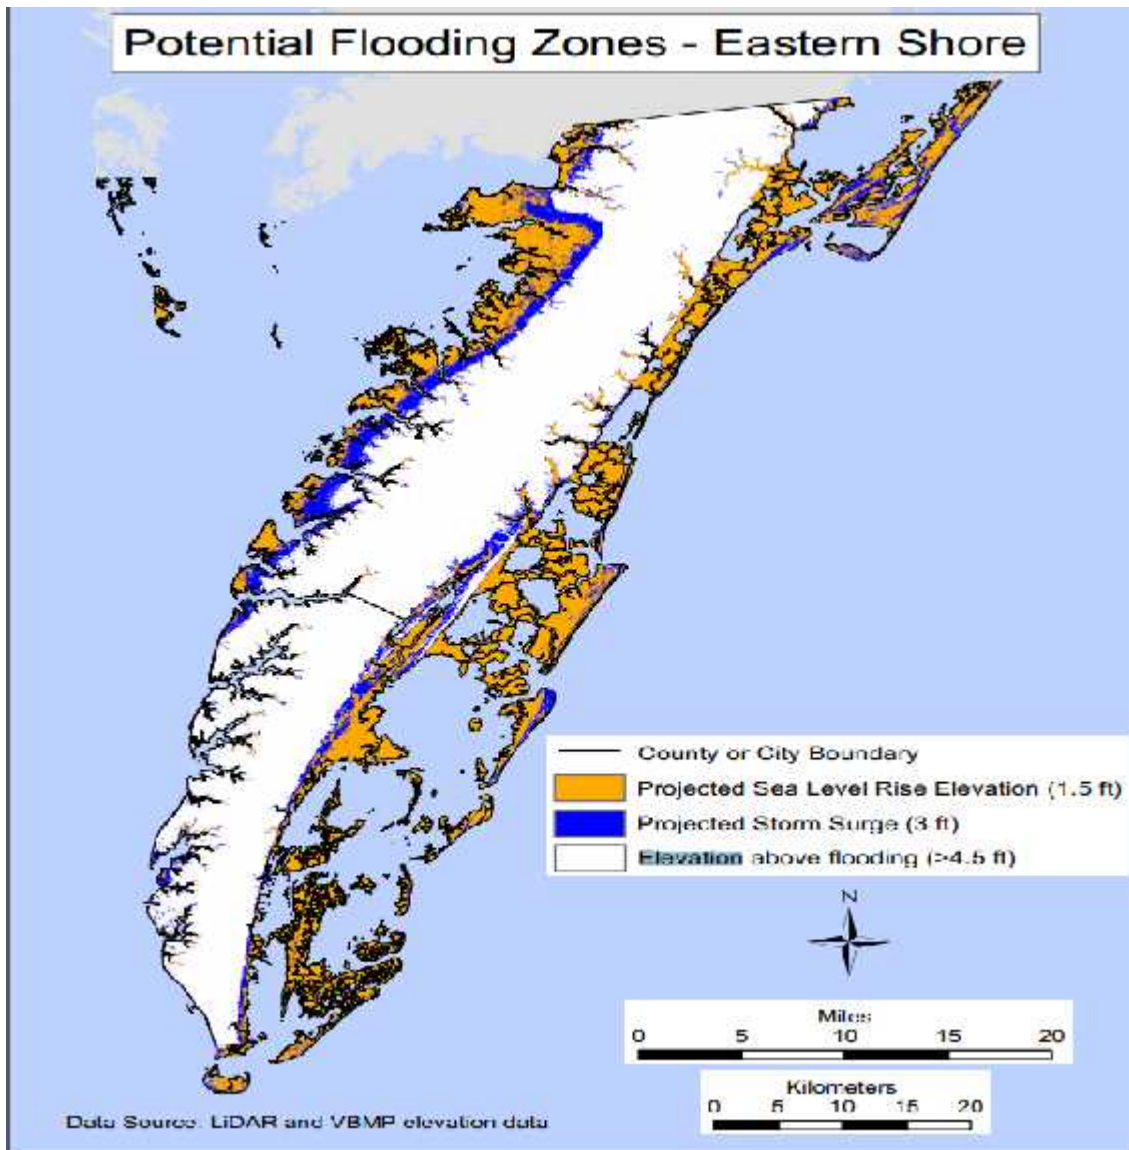 Potential Flooding Zones - Eastern Shore
County or City Boundary
Projected Sea Level Rise Elevation (1.5 ft)
Projected Storm Surge (3 ft)
Elevation above flooding (>4.5 ft)
N
Miles
0 5 10 15 20
Kilometers
0 5 10 15 20
Data Source: LiDAR and VBMP elevation data